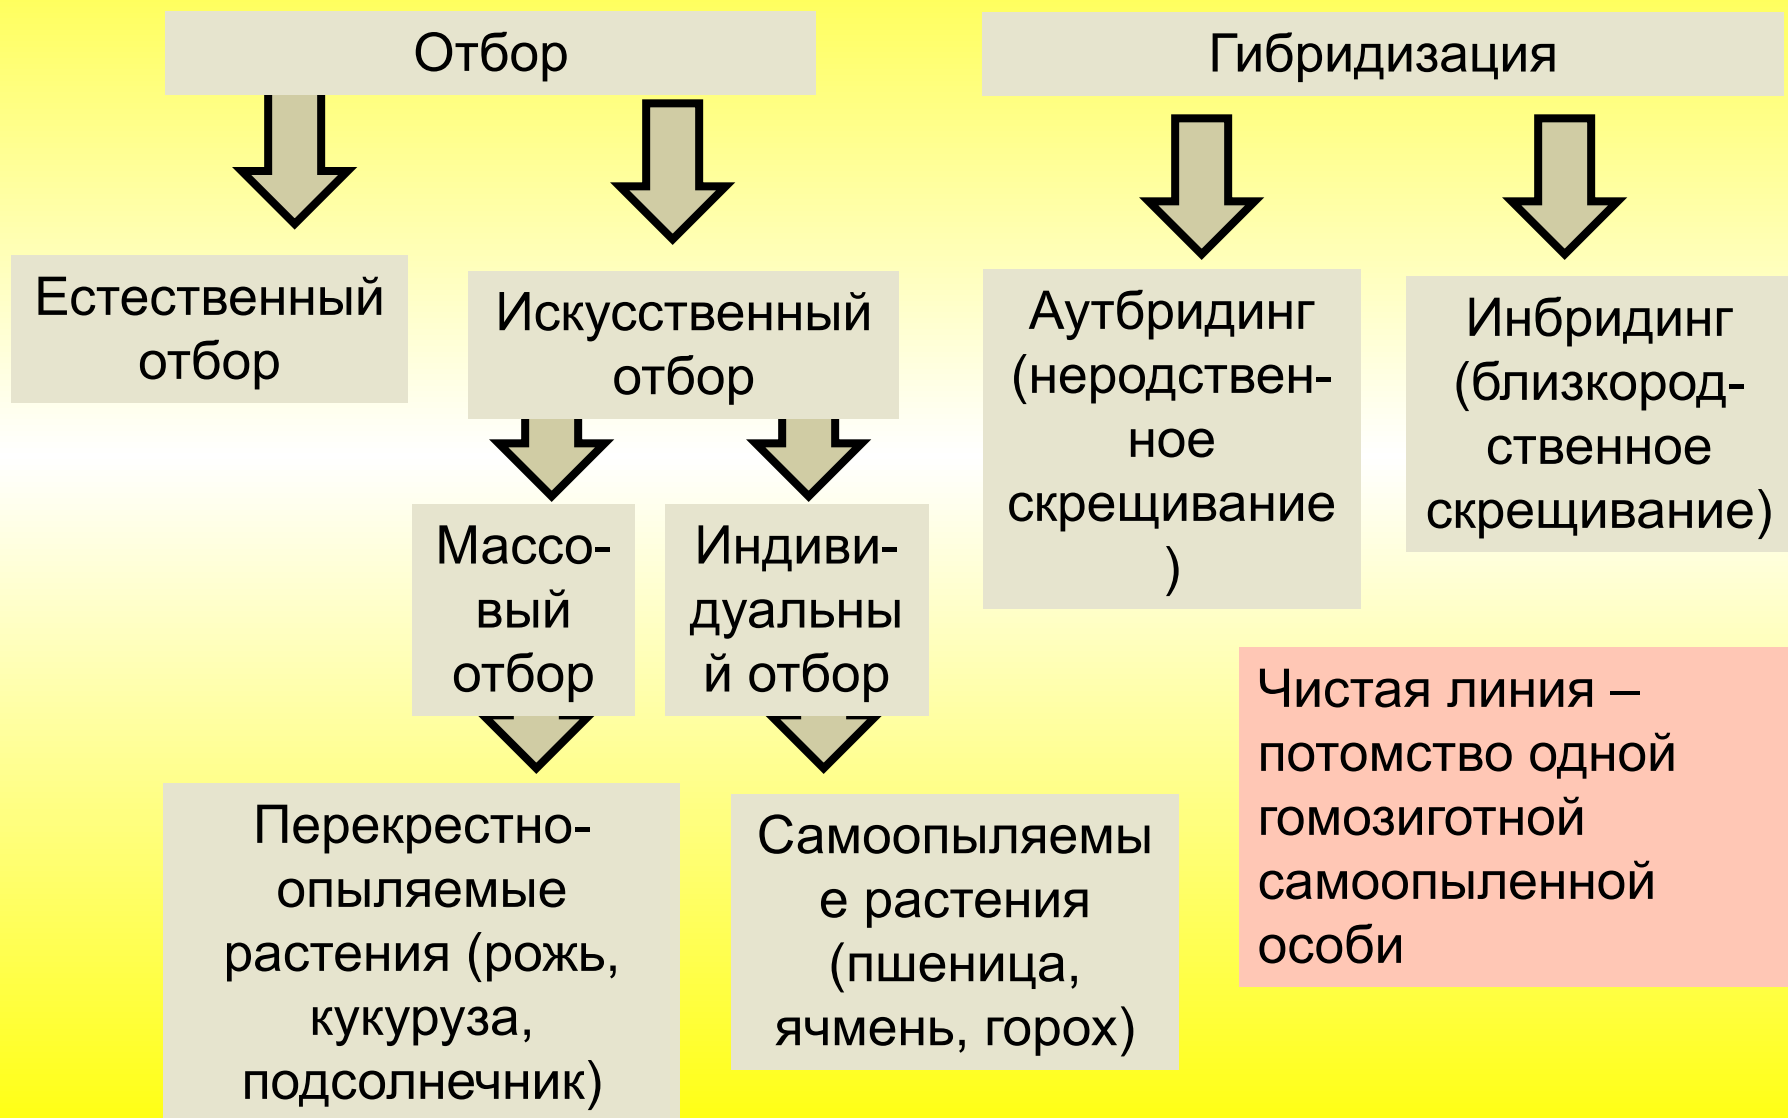 Отбор
Гибридизация
Естественный
отбор
Искусственный
отбор
Аутбридинг
(неродствен-
ное
скрещивание
)
Инбридинг
(близкород-
ственное
скрещивание)
Массо-
вый
отбор
Индиви-
дуальны
й отбор
Чистая линия –
потомство одной
гомозиготной
самоопыленной
особи
Перекрестно-
опыляемые
растения (рожь,
кукуруза,
подсолнечник)
Самоопыляемы
е растения
(пшеница,
ячмень, горох)